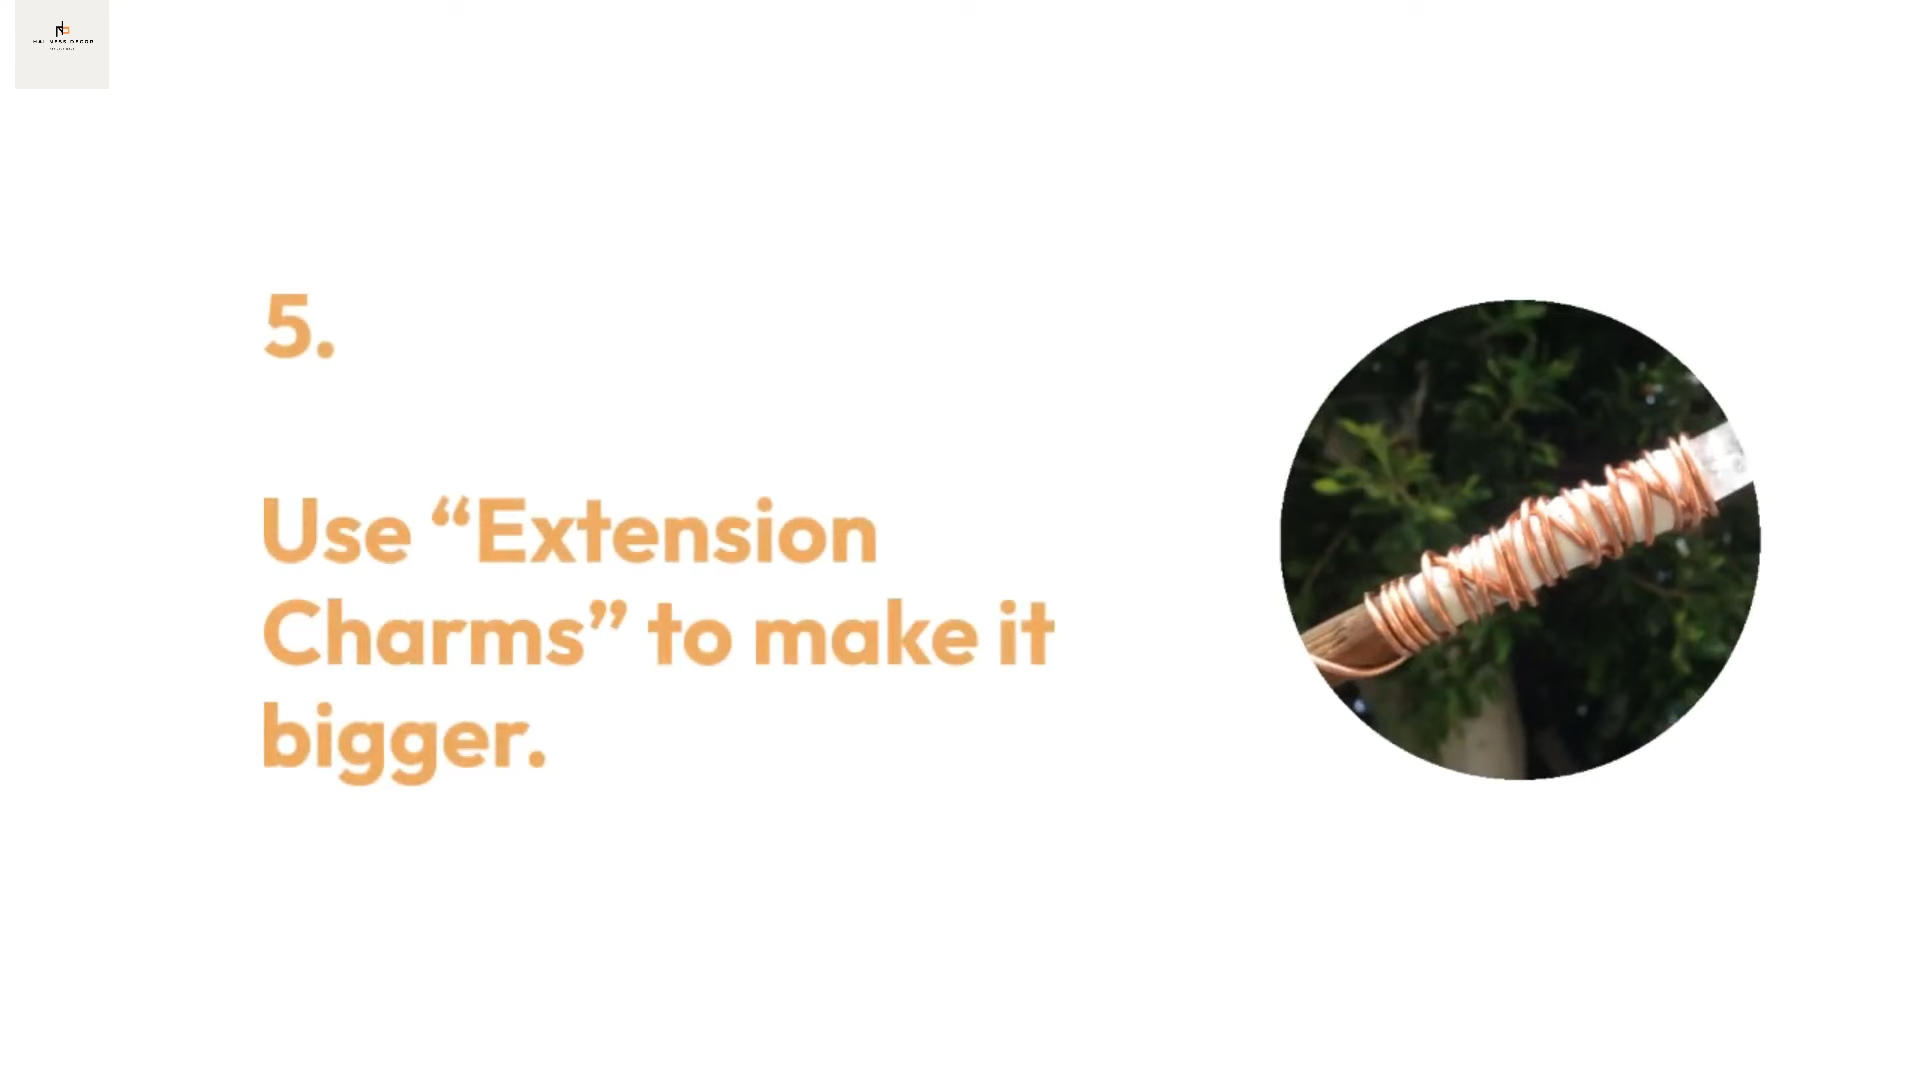 5.
Use “Extension
Charms” to make it
bigger.